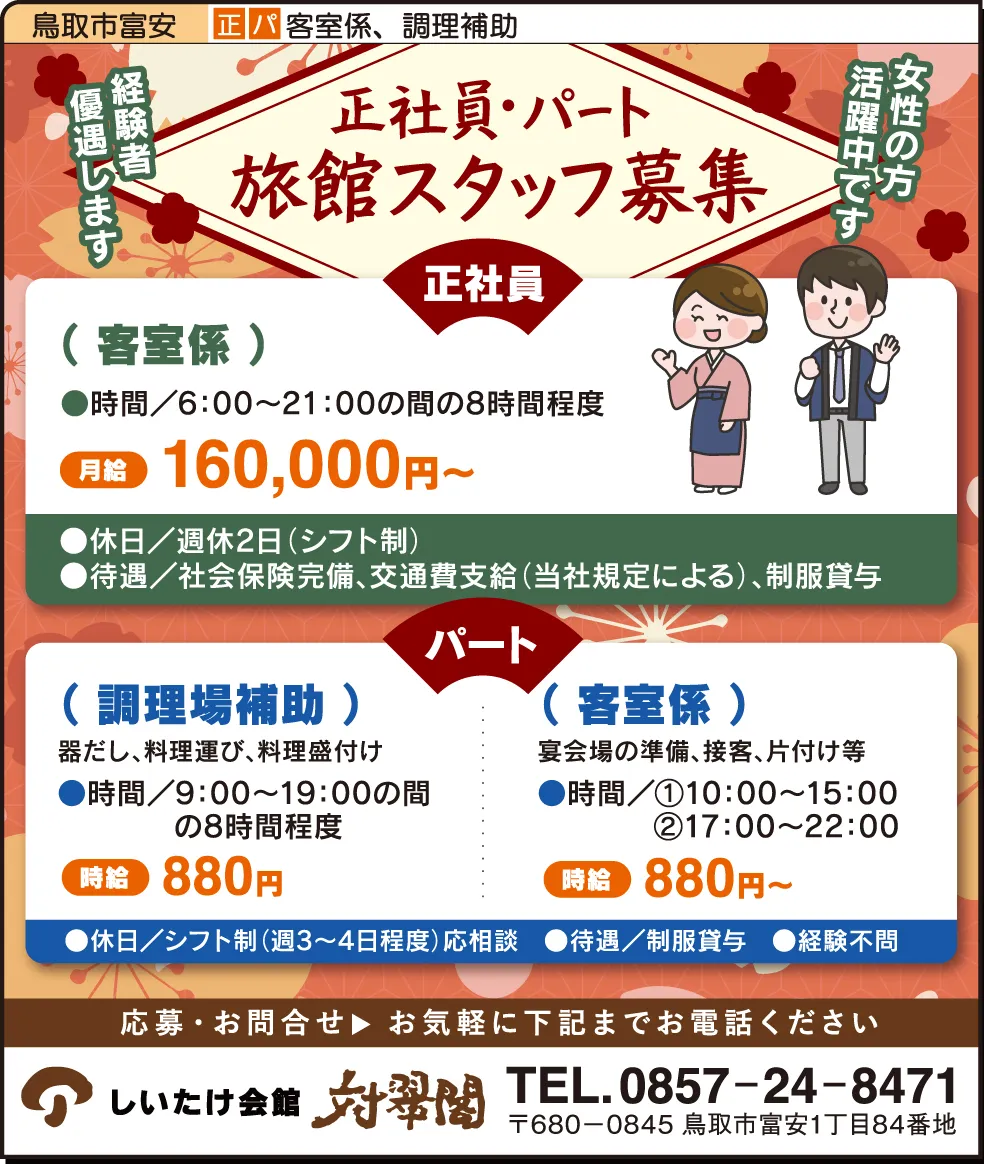 鳥取市富安 正 パ 客室係、調理補助
経験者
優遇します
正社員・パート
旅館スタッフ募集
女性の方
活躍中です
正社員
( 客室係 )
●時間／6:00〜21:00の間の8時間程度
月給 160,000円〜
●休日／週休2日(シフト制)
●待遇／社会保険完備、交通費支給(当社規定による)、制服貸与
パート
( 調理場補助 )
器だし、料理運び、料理盛付け
●時間／9:00〜19:00の間
の8時間程度
時給 880円
( 客室係 )
宴会場の準備、接客、片付け等
●時間／①10:00〜15:00
②17:00〜22:00
時給 880円〜
●休日／シフト制(週3〜4日程度)応相談 ●待遇／制服貸与 ●経験不問
応募・お問合せ▶ お気軽に下記までお電話ください
しいたけ会館 対翠閣
TEL.0857-24-8471
〒680-0845 鳥取市富安1丁目84番地